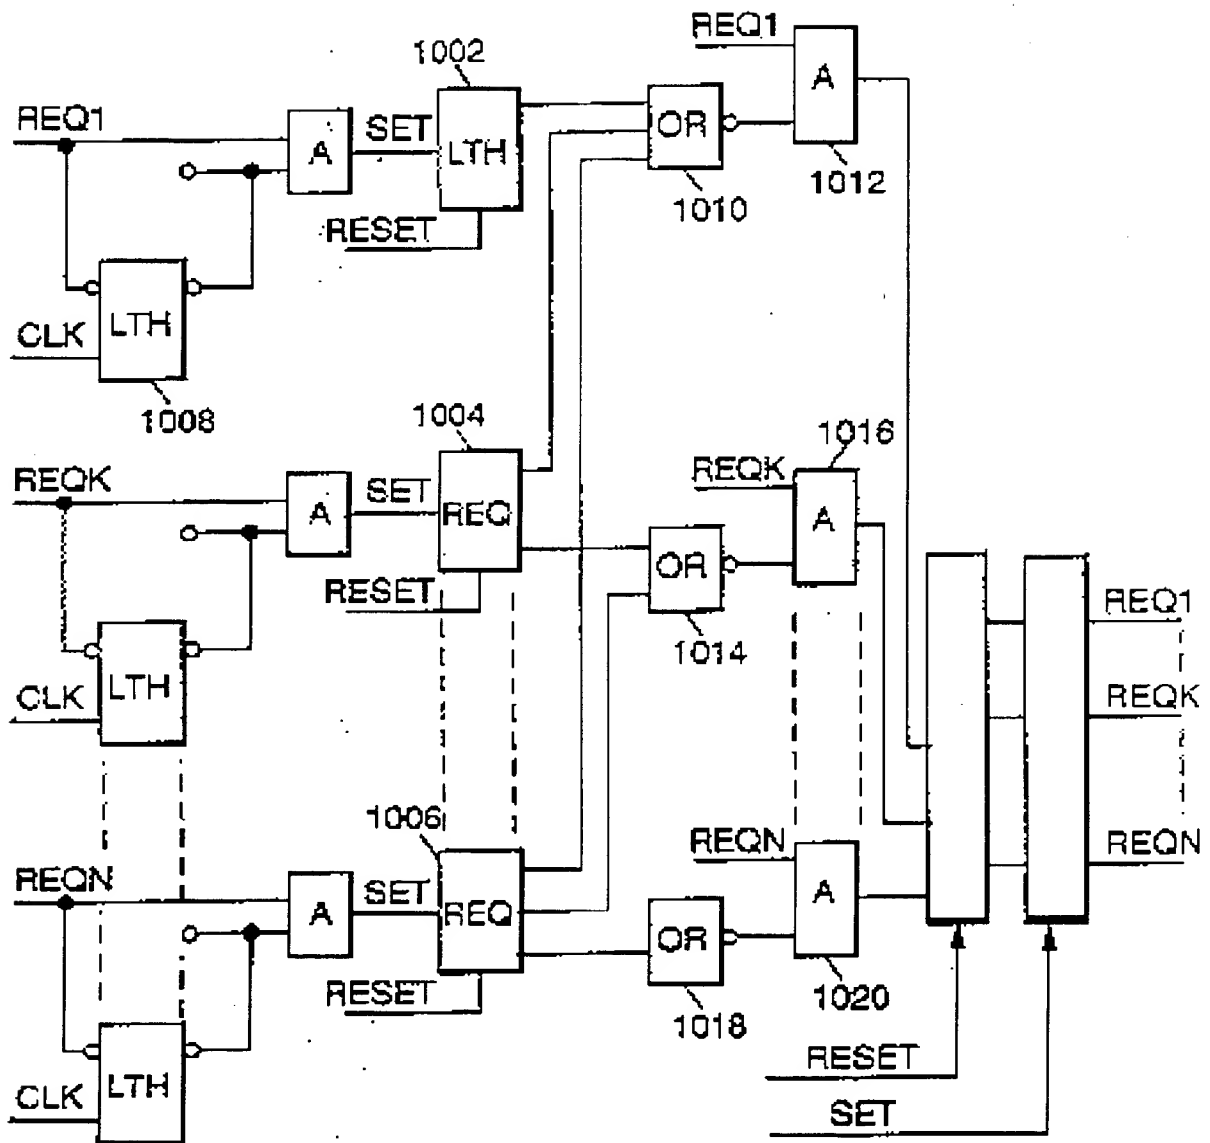 REQ1
A
1012
1002
REQ1
A
SET
LTH
OR
1010
RESET
CLK
LTH
1008
1004
1016
REQK
A
SET
REQ
REQK
A
OR
1014
RESET
CLK
LTH
REQ1
REQK
REQN
1006
REQN
A
SET
REQ
REQN
A
OR
1018
1020
RESET
CLK
LTH
RESET
SET